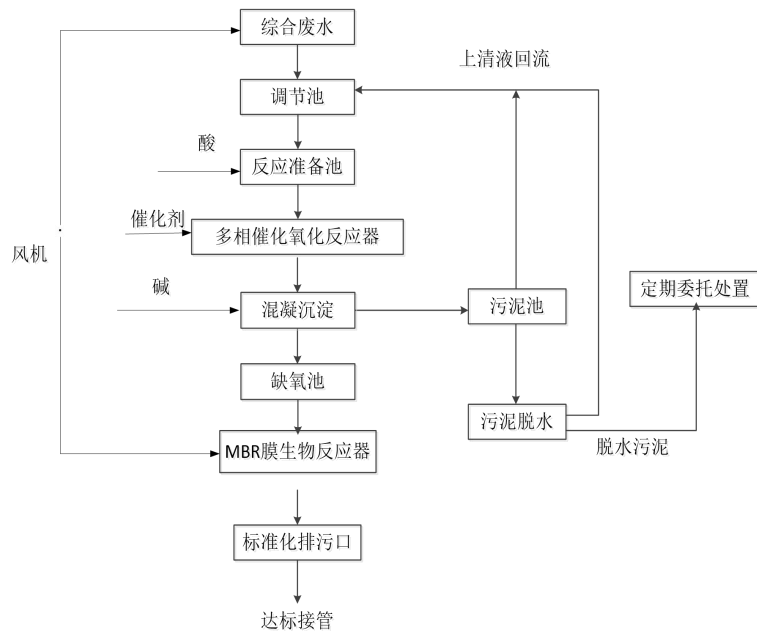 综合废水
上清液回流
调节池
酸
反应准备池
催化剂
多相催化氧化反应器
风机
碱
混凝沉淀
污泥池
定期委托处置
缺氧池
污泥脱水
脱水污泥
MBR膜生物反应器
标准化排污口
达标接管